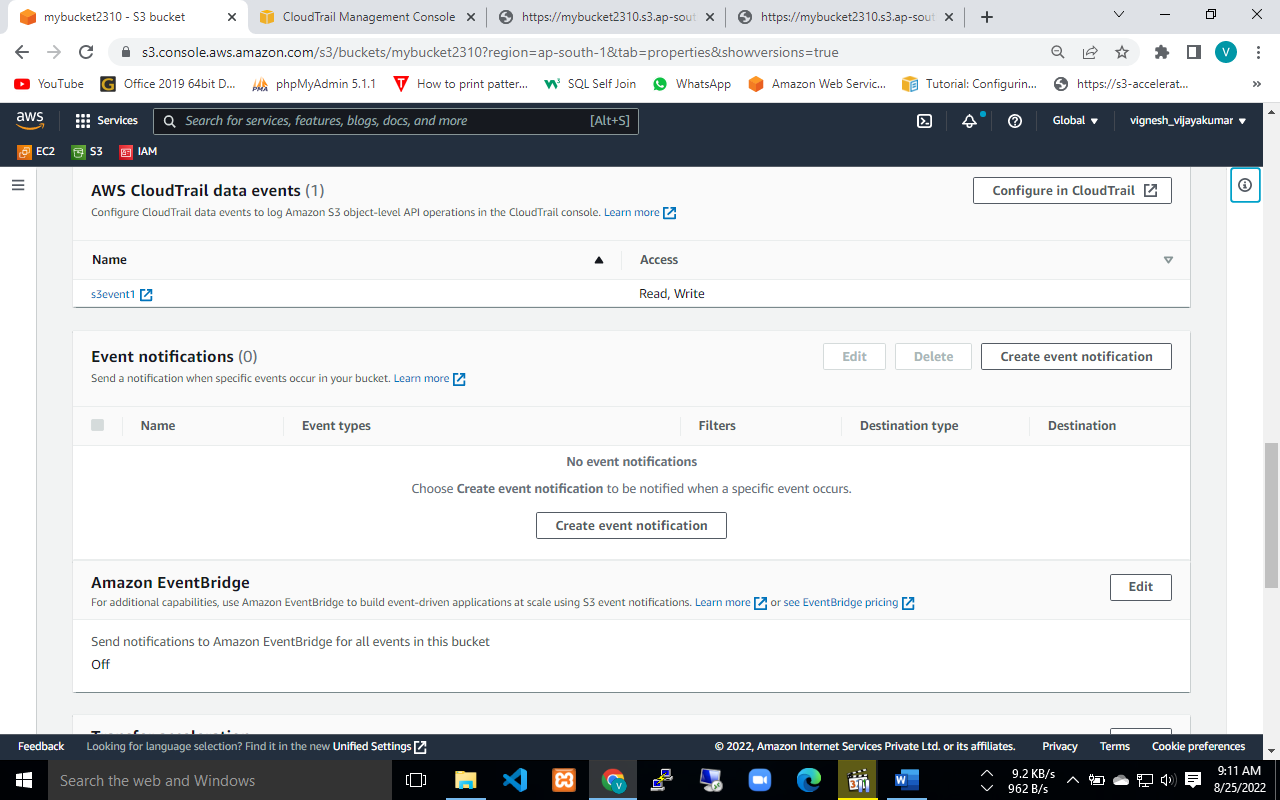 mybucket2310 - S3 bucket
CloudTrail Management Console
https://mybucket2310.s3.ap-sout
https://mybucket2310.s3.ap-sout
s3.console.aws.amazon.com/s3/buckets/mybucket2310?region=ap-south-1&tab=properties&showversions=true
V
YouTube
Office 2019 64bit D...
phpMyAdmin 5.1.1
How to print patter...
SQL Self Join
WhatsApp
Amazon Web Servic...
Tutorial: Configurin...
https://s3-accelerat...
aws
Services
Search for services, features, blogs, docs, and more
[Alt+S]
Global
vignesh_vijayakumar
EC2
S3
IAM
AWS CloudTrail data events (1)
Configure in CloudTrail
Configure CloudTrail data events to log Amazon S3 object-level API operations in the CloudTrail console. Learn more
Name
Access
s3event1
Read, Write
Event notifications (0)
Edit
Delete
Create event notification
Send a notification when specific events occur in your bucket. Learn more
Name
Event types
Filters
Destination type
Destination
No event notifications
Choose Create event notification to be notified when a specific event occurs.
Create event notification
Amazon EventBridge
Edit
For additional capabilities, use Amazon EventBridge to build event-driven applications at scale using S3 event notifications. Learn more or see EventBridge pricing
Send notifications to Amazon EventBridge for all events in this bucket
Off
Transfer acceleration
Feedback
Looking for language selection? Find it in the new Unified Settings
© 2022, Amazon Internet Services Private Ltd. or its affiliates.
Privacy
Terms
Cookie preferences
Search the web and Windows
9.2 KB/s
962 B/s
9:11 AM
8/25/2022